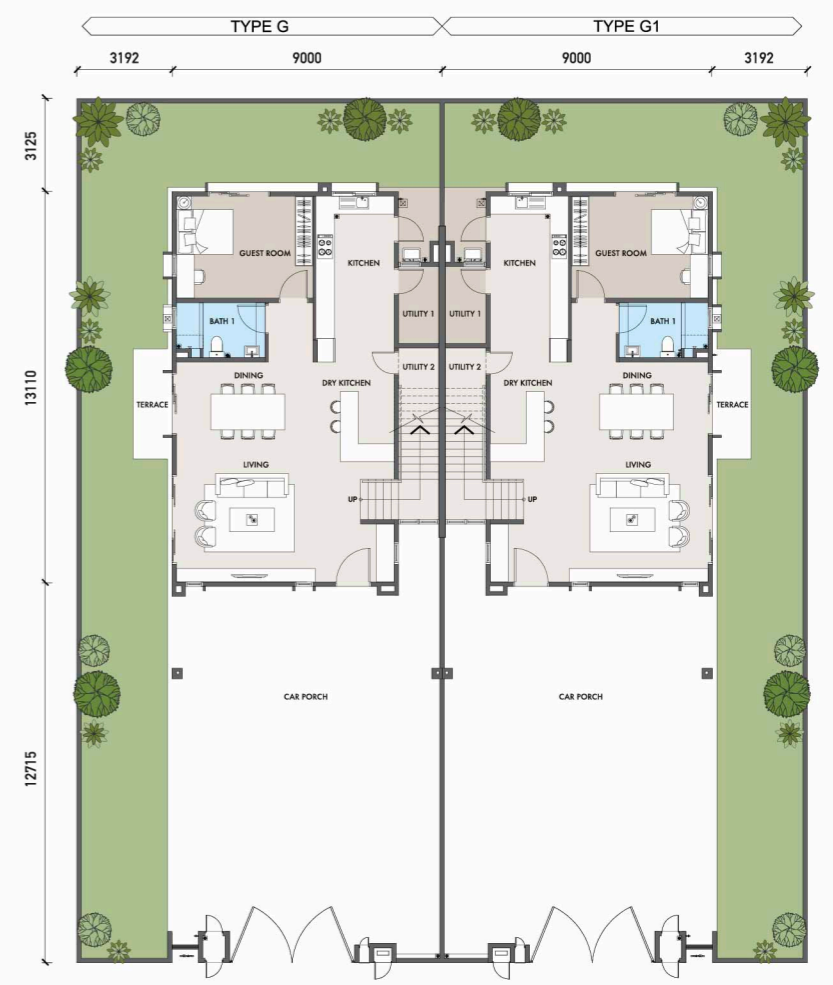 TYPE G TYPE G1
3192 9000 9000 3192
3125
GUEST ROOM KITCHEN KITCHEN GUEST ROOM
UTILITY 1 UTILITY 1
BATH 1 BATH 1
13110
UTILITY 2 UTILITY 2
DINING DRY KITCHEN DRY KITCHEN DINING
TERRACE TERRACE
LIVING LIVING
UP UP
CAR PORCH CAR PORCH
12715